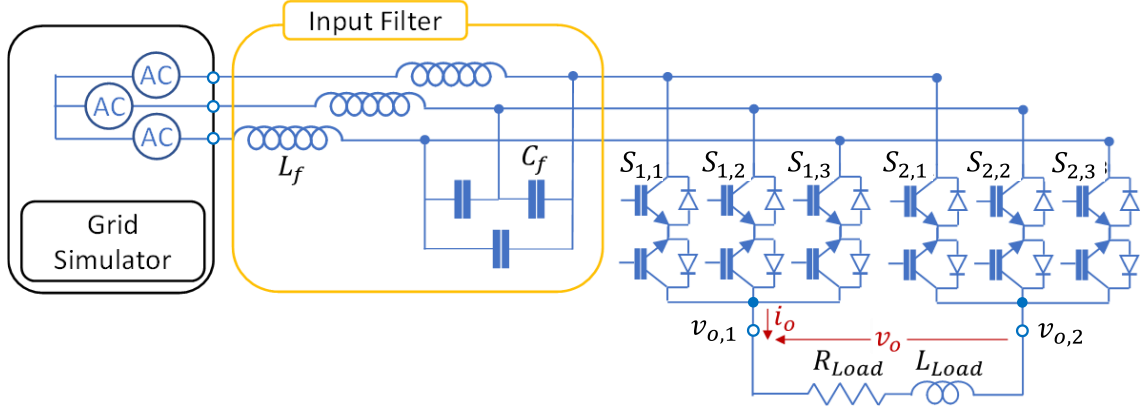 Input Filter
AC
AC
AC
L_f
C_f
Grid
Simulator
S_{1,1}
S_{1,2}
S_{1,3}
S_{2,1}
S_{2,2}
S_{2,3}
v_{o,1}
i_o
v_o
v_{o,2}
R_{Load}
L_{Load}